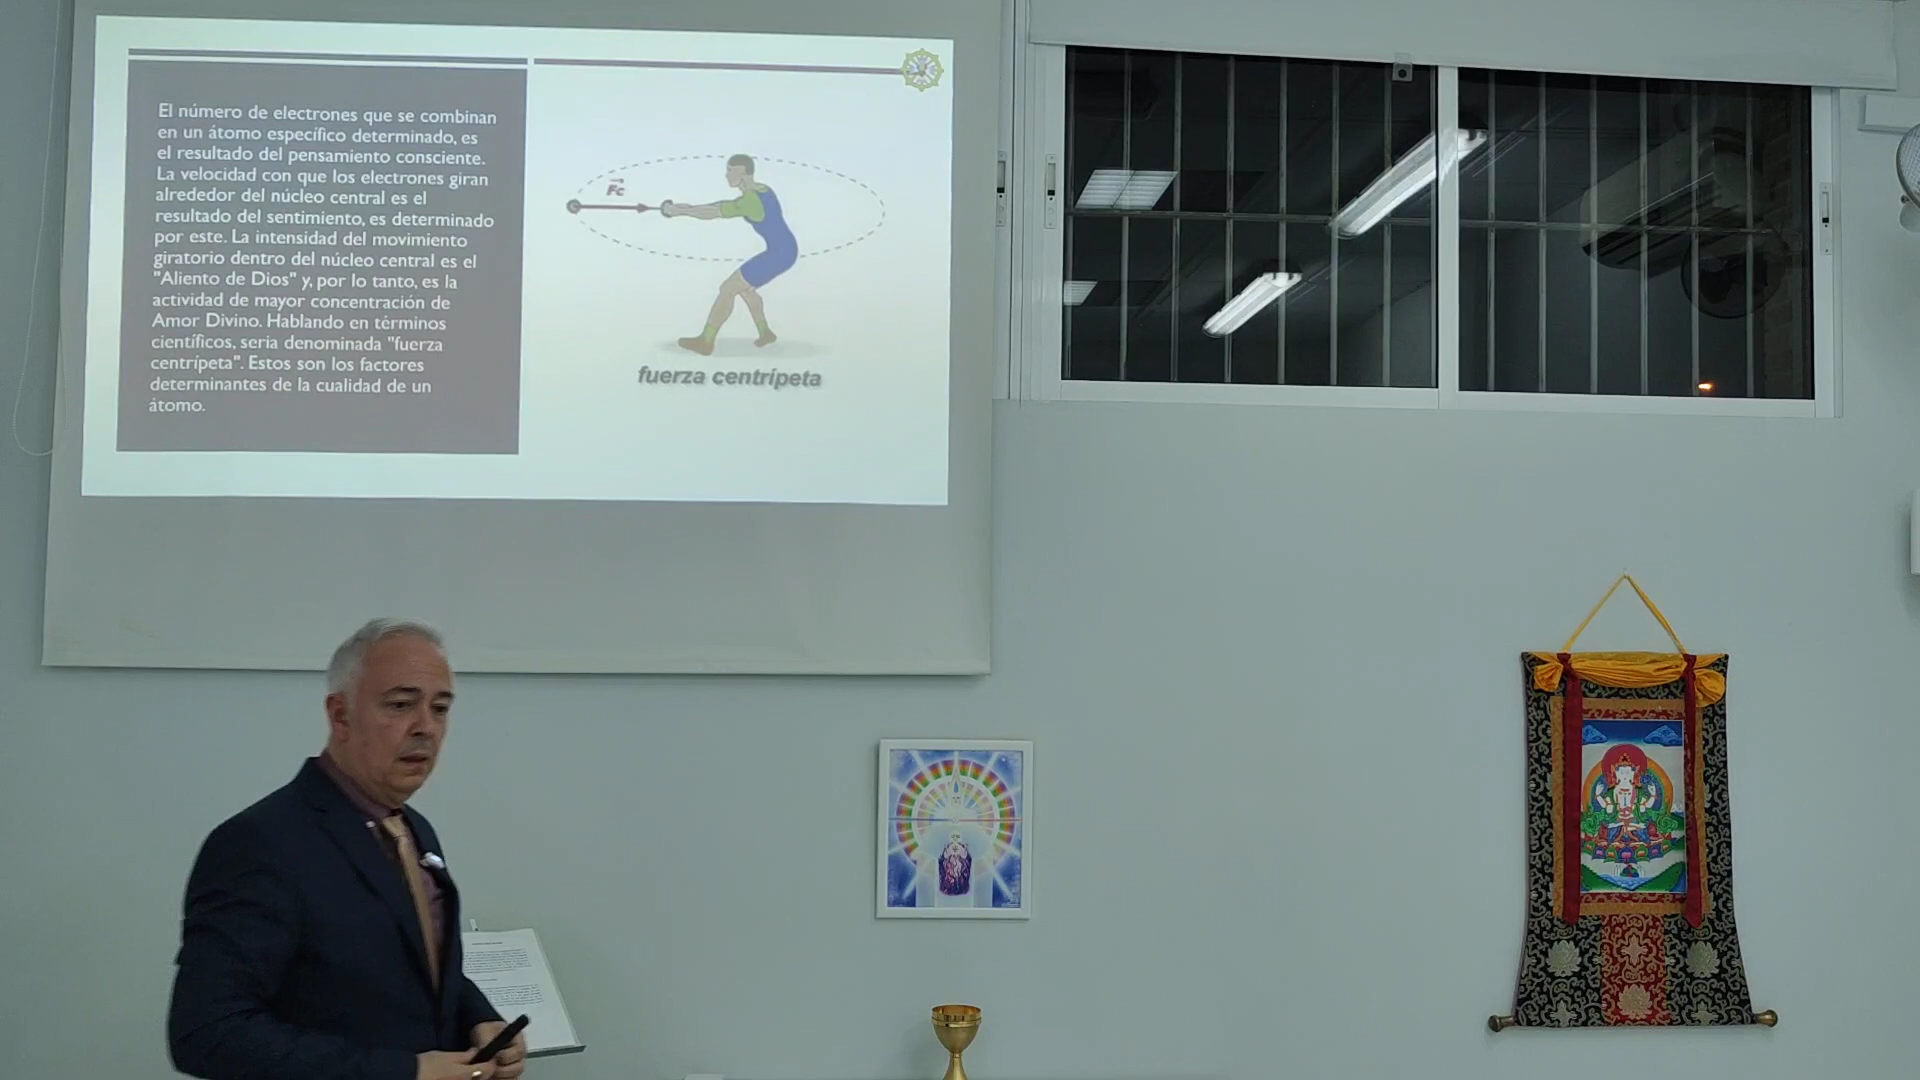 El número de electrones que se combinan
en un átomo específico determinado, es
el resultado del pensamiento consciente.
La velocidad con que los electrones giran
alrededor del núcleo central es el
resultado del sentimiento, es determinado
por este. La intensidad del movimiento
giratorio dentro del núcleo central es el
"Aliento de Dios" y, por lo tanto, es la
actividad de mayor concentración de
Amor Divino. Hablando en términos
científicos, seria denominada "fuerza
centrípeta". Estos son los factores
determinantes de la cualidad de un
átomo.
Fc
fuerza centrípeta